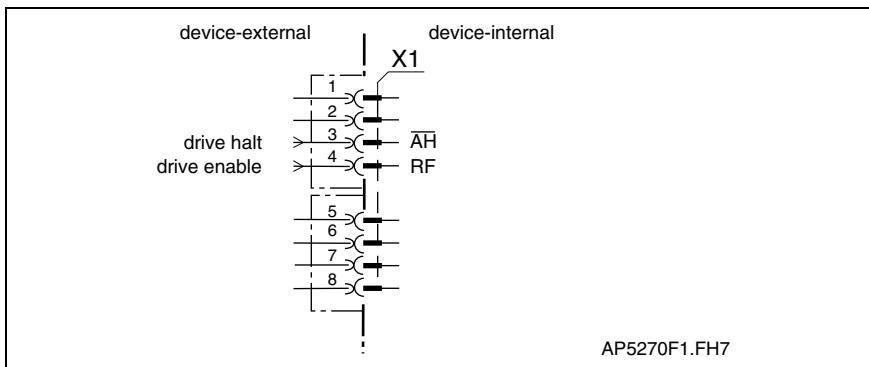 device-external device-internal
X1
1
2
drive halt 3 A̅H̅
drive enable 4 RF
5
6
7
8
AP5270F1.FH7